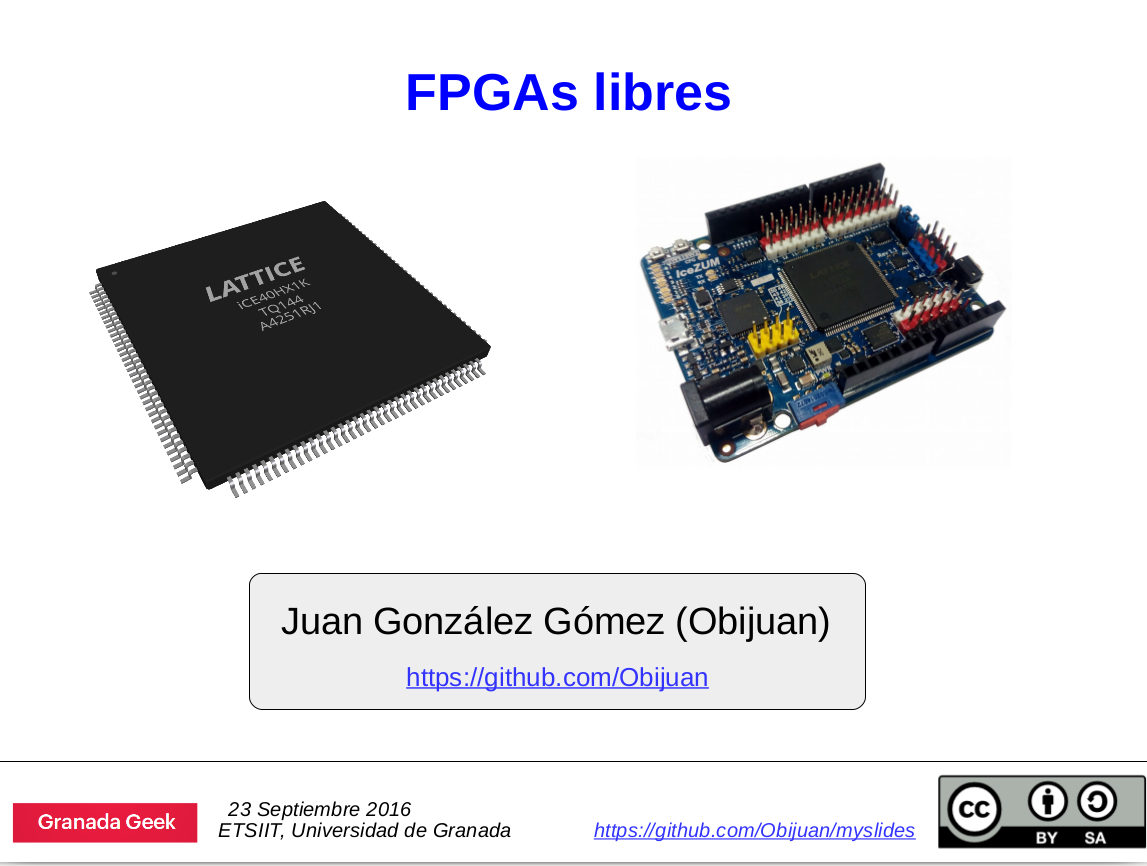 FPGAs libres
LATTICE
iCE40HX1K
TQ144
A4251RJ1
iceZUM
Juan González Gómez (Obijuan)
https://github.com/Obijuan
Granada Geek
23 Septiembre 2016
ETSIIT, Universidad de Granada
https://github.com/Obijuan/myslides
cc
BY SA